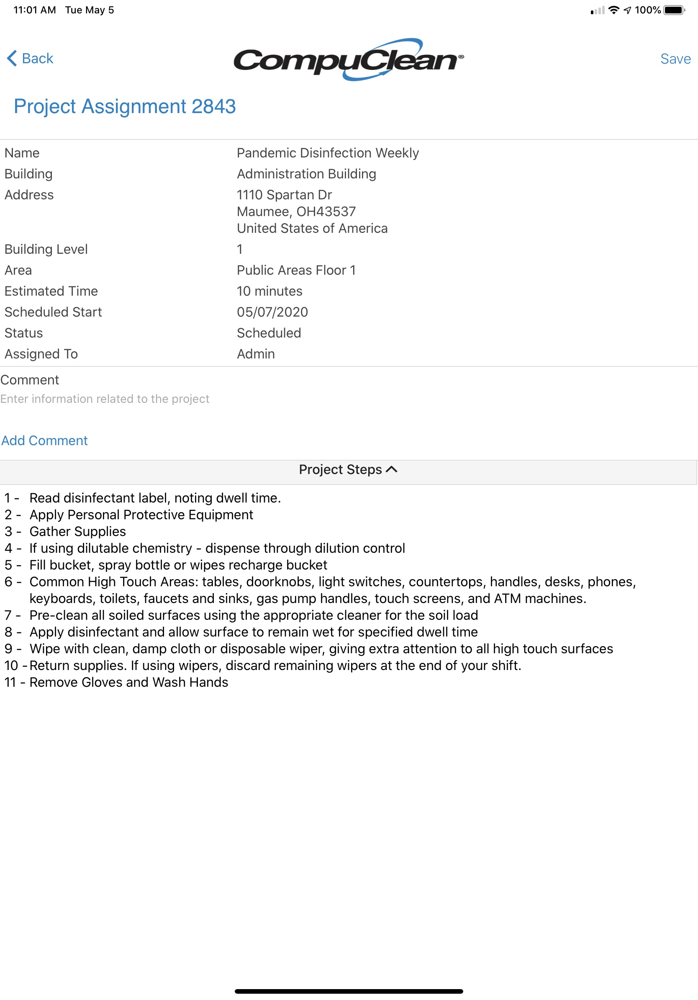 11:01 AM Tue May 5
100%
Back
CompuClean®
Save
Project Assignment 2843
Name Pandemic Disinfection Weekly
Building Administration Building
Address 1110 Spartan Dr
Maumee, OH43537
United States of America
Building Level 1
Area Public Areas Floor 1
Estimated Time 10 minutes
Scheduled Start 05/07/2020
Status Scheduled
Assigned To Admin
Comment
Enter information related to the project
Add Comment
Project Steps
1 - Read disinfectant label, noting dwell time.
2 - Apply Personal Protective Equipment
3 - Gather Supplies
4 - If using dilutable chemistry - dispense through dilution control
5 - Fill bucket, spray bottle or wipes recharge bucket
6 - Common High Touch Areas: tables, doorknobs, light switches, countertops, handles, desks, phones,
keyboards, toilets, faucets and sinks, gas pump handles, touch screens, and ATM machines.
7 - Pre-clean all soiled surfaces using the appropriate cleaner for the soil load
8 - Apply disinfectant and allow surface to remain wet for specified dwell time
9 - Wipe with clean, damp cloth or disposable wiper, giving extra attention to all high touch surfaces
10 - Return supplies. If using wipers, discard remaining wipers at the end of your shift.
11 - Remove Gloves and Wash Hands